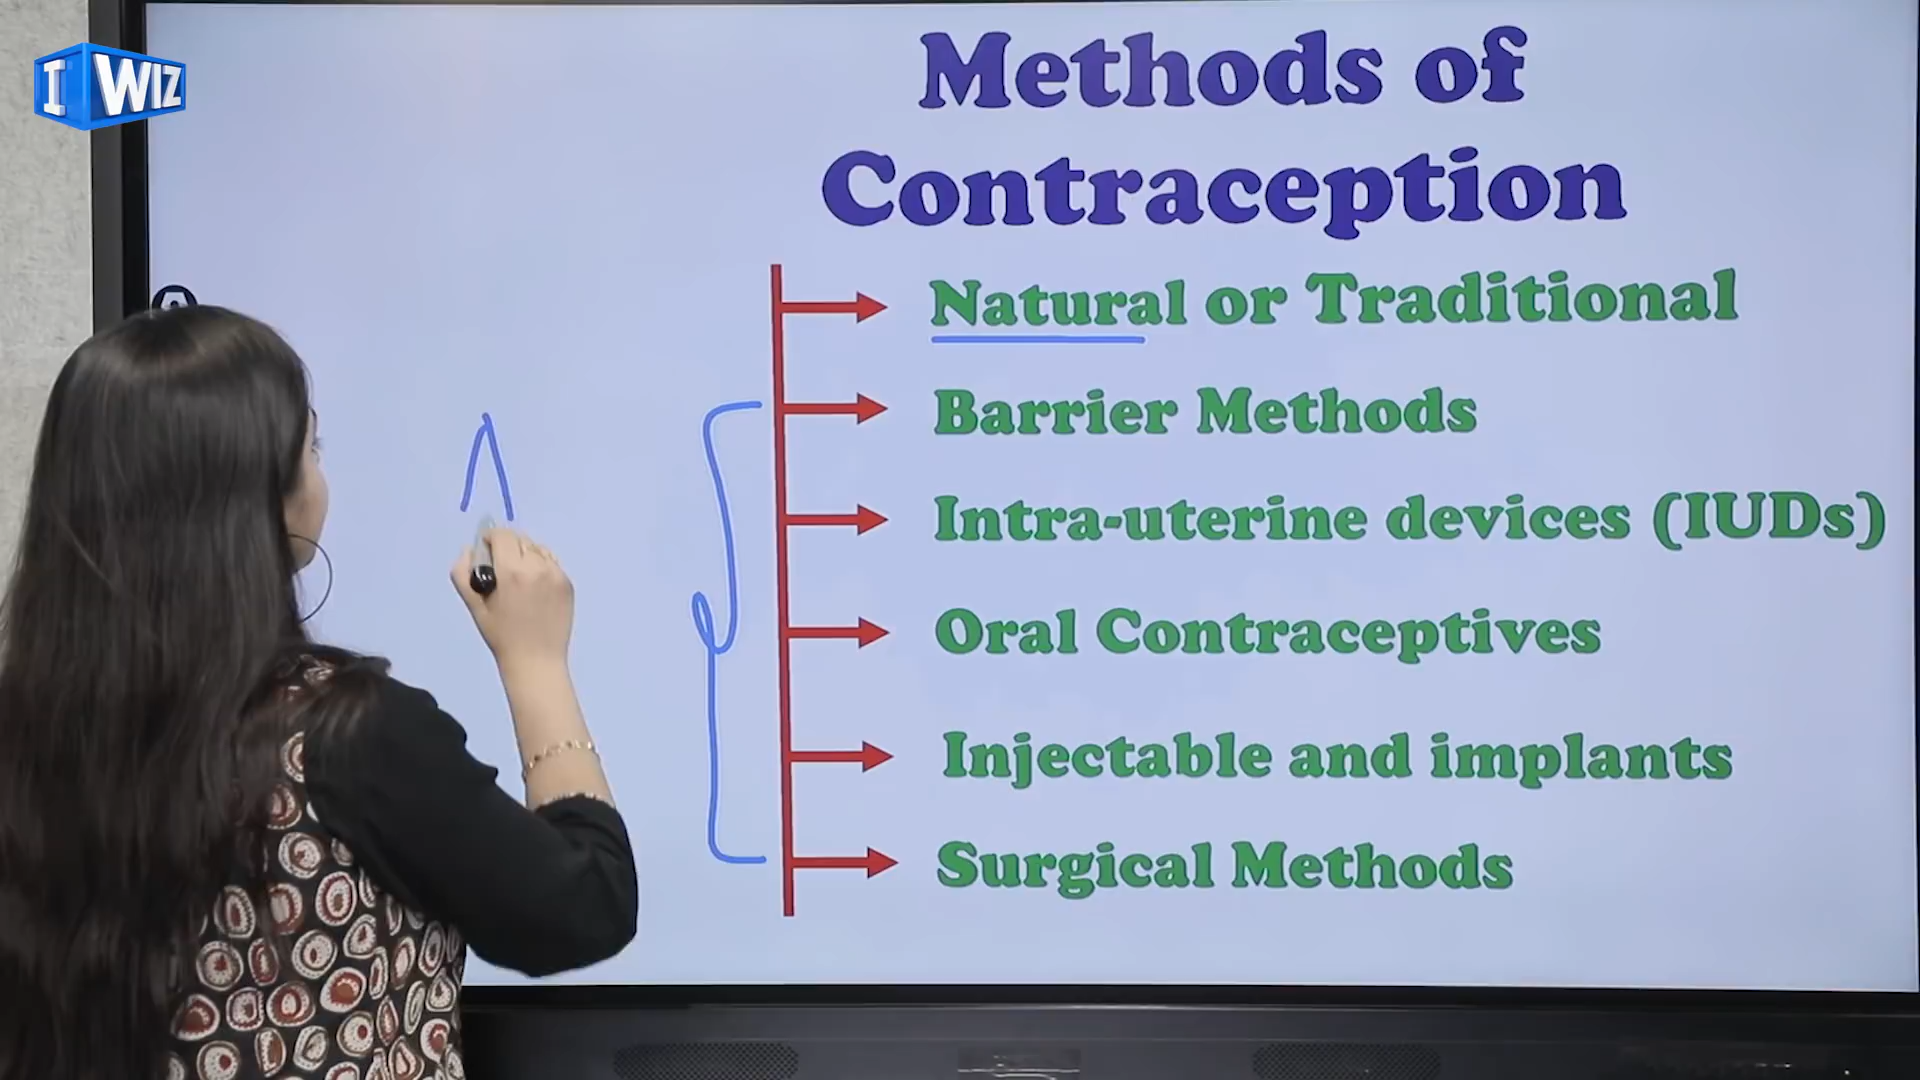 I WIZ
Methods of
Contraception
Natural or Traditional
Barrier Methods
Intra-uterine devices (IUDs)
Oral Contraceptives
Injectable and implants
Surgical Methods